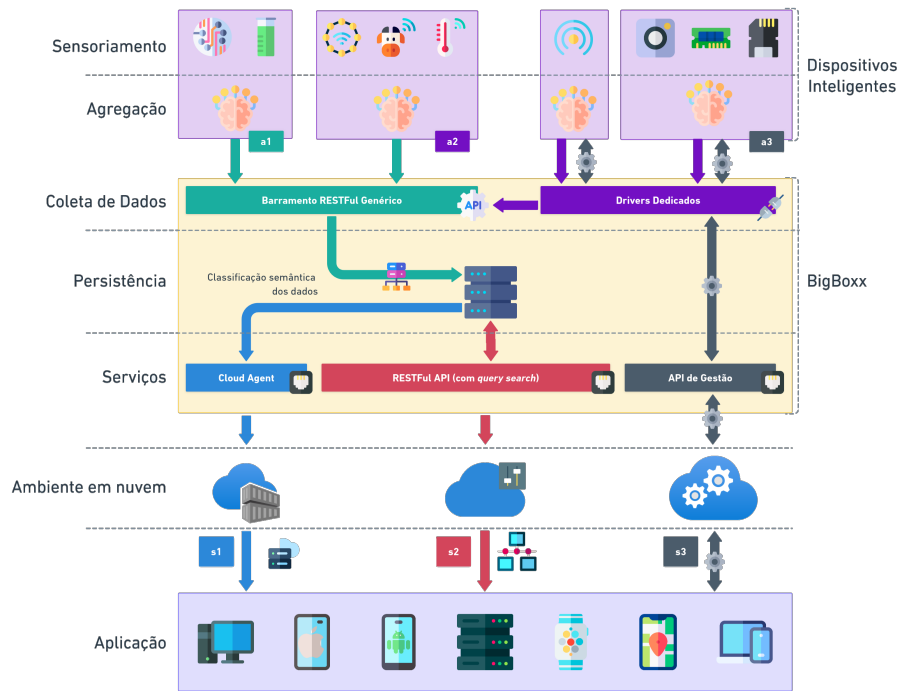 Sensoriamento
Dispositivos
Inteligentes
Agregação
a1
a2
a3
Coleta de Dados
Barramento RESTFul Genérico
API
Drivers Dedicados
Persistência
Classificação semântica
dos dados
BigBoxx
Serviços
Cloud Agent
RESTFul API (com query search)
API de Gestão
Ambiente em nuvem
s1
s2
s3
Aplicação